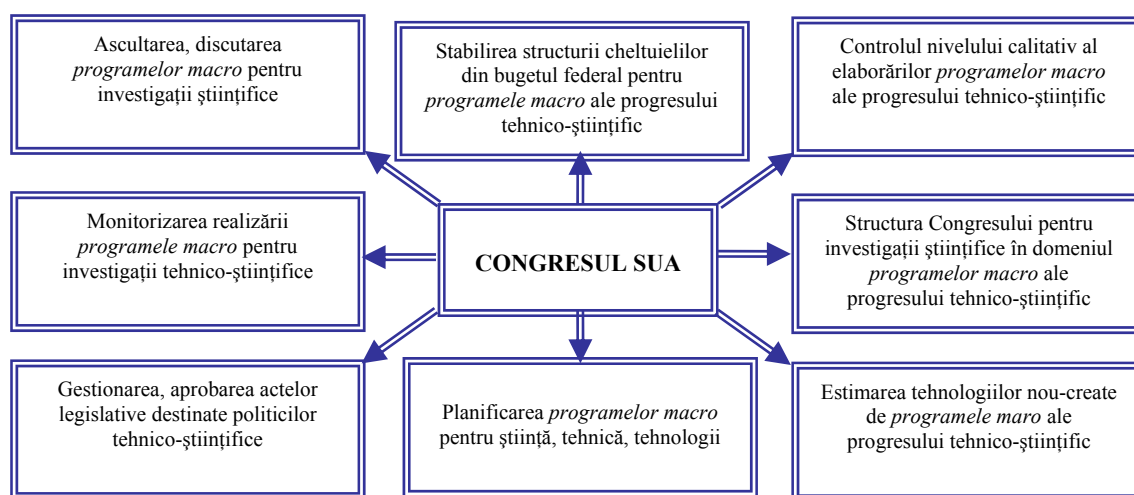 Ascultarea, discutarea
programelor macro pentru
investigații științifice
Stabilirea structurii cheltuielilor
din bugetul federal pentru
programele macro ale progresului
tehnico-științific
Controlul nivelului calitativ al
elaborărilor programelor macro
ale progresului tehnico-științific
Monitorizarea realizării
programele macro pentru
investigații tehnico-științifice
CONGRESUL SUA
Structura Congresului pentru
investigații științifice în domeniul
programelor macro ale
progresului tehnico-științific
Gestionarea, aprobarea actelor
legislative destinate politicilor
tehnico-științifice
Planificarea programelor macro
pentru știință, tehnică, tehnologii
Estimarea tehnologiilor nou-create
de programele maro ale
progresului tehnico-științific